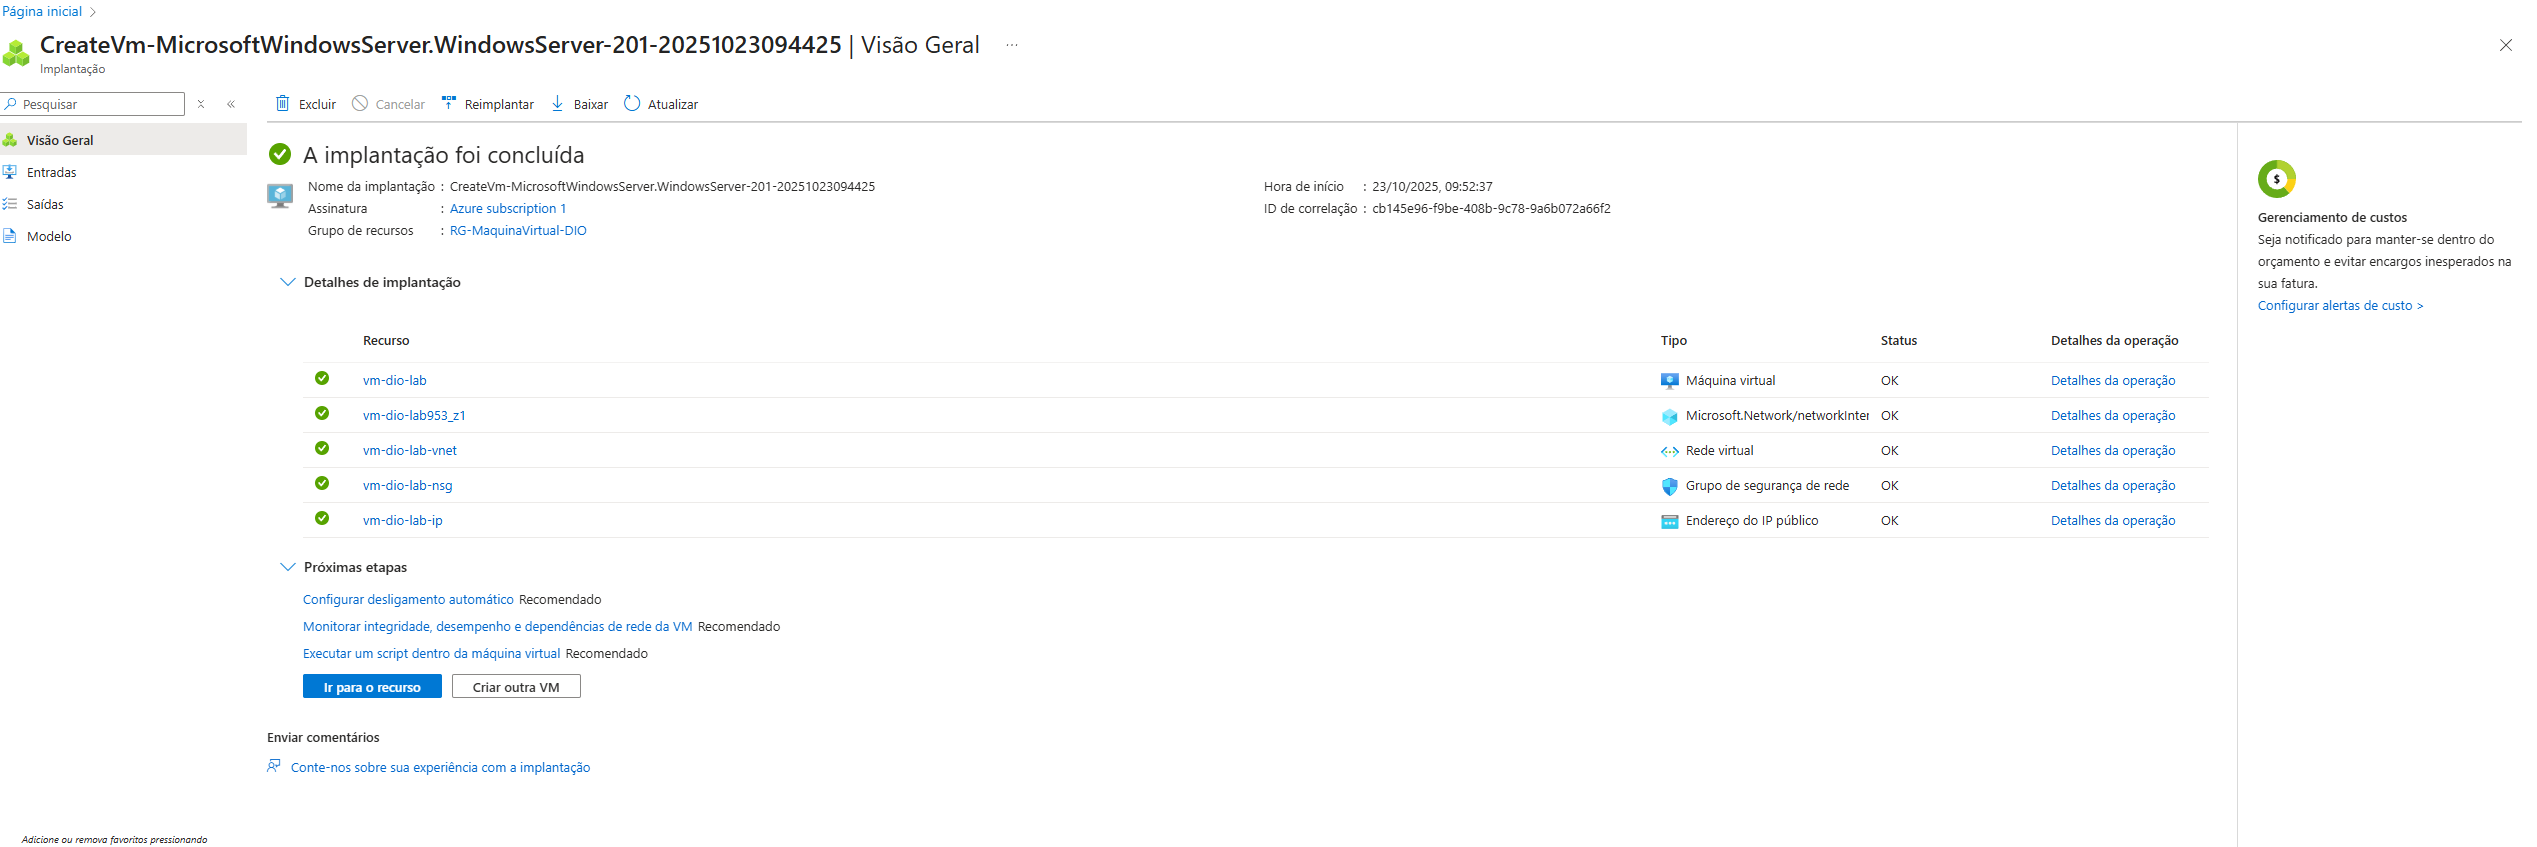 Página inicial
CreateVm-MicrosoftWindowsServer.WindowsServer-201-20251023094425 | Visão Geral ...
Implantação
Pesquisar
Excluir Cancelar Reimplantar Baixar Atualizar
Visão Geral
Entradas
Saídas
Modelo
A implantação foi concluída
Nome da implantação : CreateVm-MicrosoftWindowsServer.WindowsServer-201-20251023094425
Assinatura : Azure subscription 1
Grupo de recursos : RG-MaquinaVirtual-DIO
Hora de início : 23/10/2025, 09:52:37
ID de correlação : cb145e96-f9be-408b-9c78-9a6b072a66f2
Detalhes de implantação
Recurso Tipo Status Detalhes da operação
vm-dio-lab Máquina virtual OK Detalhes da operação
vm-dio-lab953_z1 Microsoft.Network/networkInter OK Detalhes da operação
vm-dio-lab-vnet Rede virtual OK Detalhes da operação
vm-dio-lab-nsg Grupo de segurança de rede OK Detalhes da operação
vm-dio-lab-ip Endereço do IP público OK Detalhes da operação
Próximas etapas
Configurar desligamento automático Recomendado
Monitorar integridade, desempenho e dependências de rede da VM Recomendado
Executar um script dentro da máquina virtual Recomendado
Ir para o recurso Criar outra VM
Enviar comentários
Conte-nos sobre sua experiência com a implantação
Adicione ou remova favoritos pressionando
$
Gerenciamento de custos
Seja notificado para manter-se dentro do
orçamento e evitar encargos inesperados na
sua fatura.
Configurar alertas de custo >